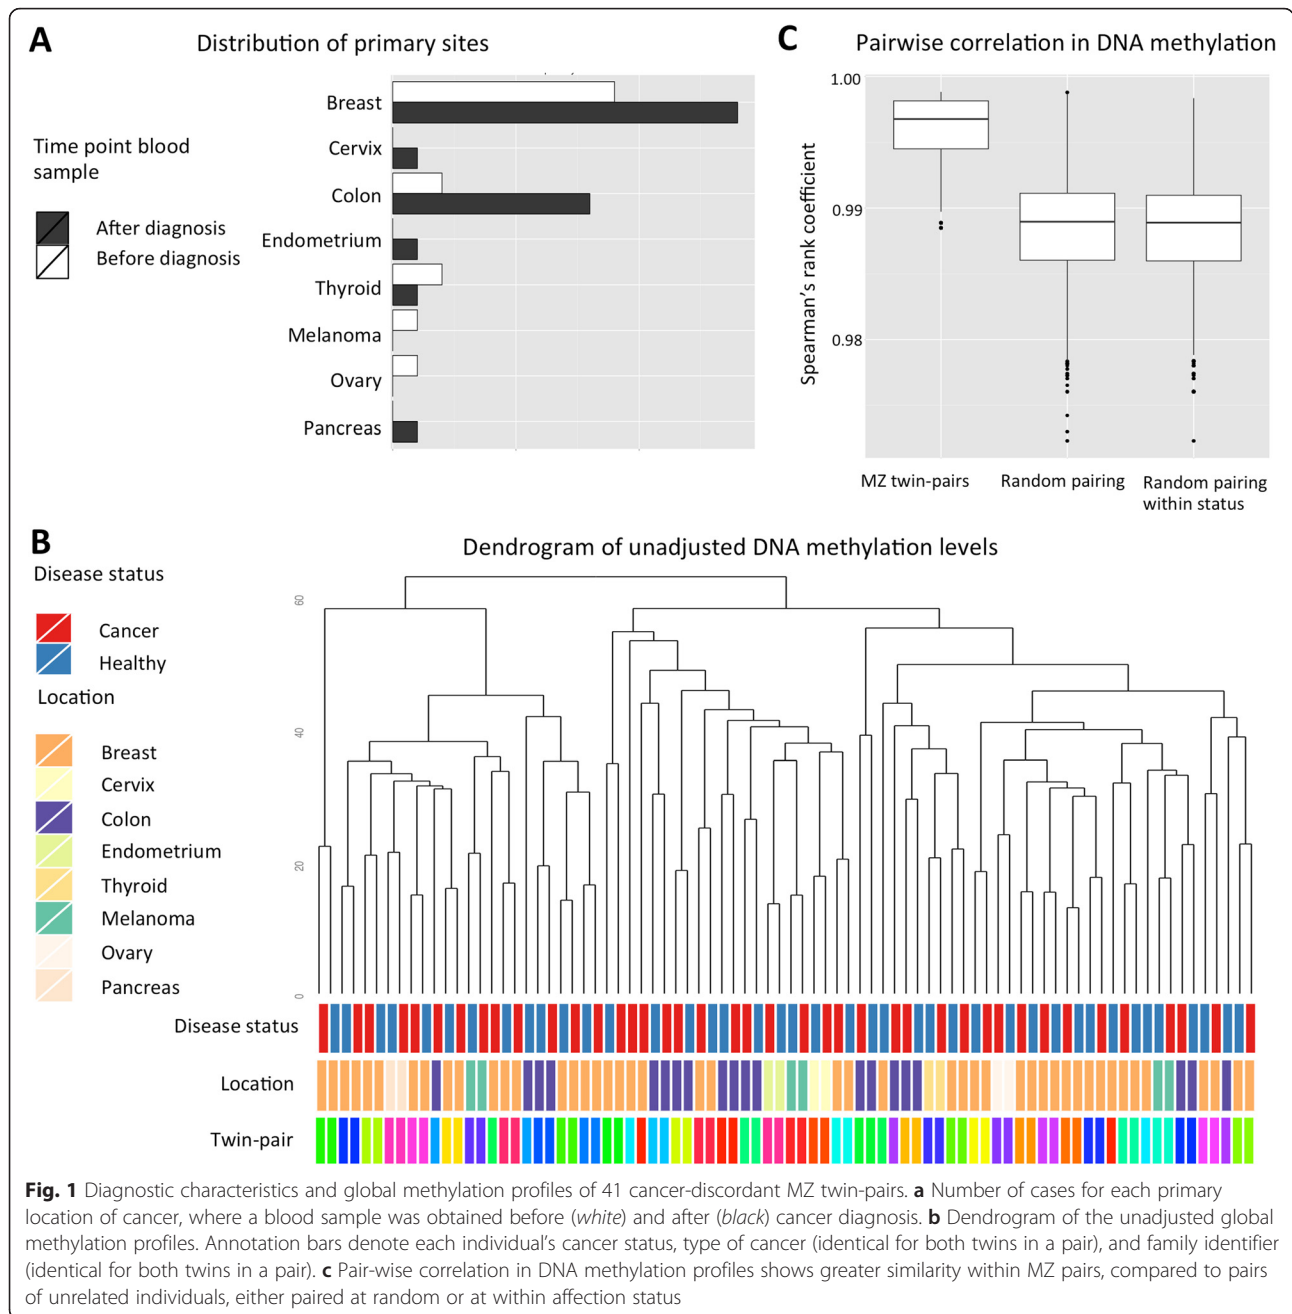 A
Distribution of primary sites
Time point blood
sample
After diagnosis
Before diagnosis
Breast
Cervix
Colon
Endometrium
Thyroid
Melanoma
Ovary
Pancreas
C
Pairwise correlation in DNA methylation
Spearman's rank coefficient
1.00
0.99
0.98
MZ twin-pairs
Random pairing
Random pairing
within status
B
Dendrogram of unadjusted DNA methylation levels
Disease status
Cancer
Healthy
Location
Breast
Cervix
Colon
Endometrium
Thyroid
Melanoma
Ovary
Pancreas
60
40
20
0
Disease status
Location
Twin-pair
Fig. 1 Diagnostic characteristics and global methylation profiles of 41 cancer-discordant MZ twin-pairs. a Number of cases for each primary
location of cancer, where a blood sample was obtained before (white) and after (black) cancer diagnosis. b Dendrogram of the unadjusted global
methylation profiles. Annotation bars denote each individual's cancer status, type of cancer (identical for both twins in a pair), and family identifier
(identical for both twins in a pair). c Pair-wise correlation in DNA methylation profiles shows greater similarity within MZ pairs, compared to pairs
of unrelated individuals, either paired at random or at within affection status